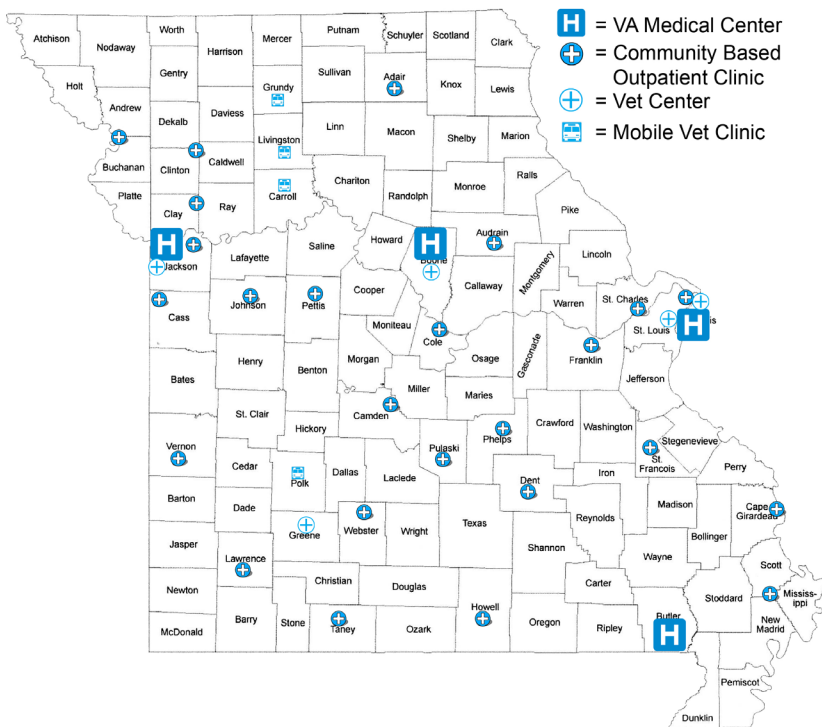 H = VA Medical Center
= Community Based
Outpatient Clinic
= Vet Center
= Mobile Vet Clinic
Atchison
Nodaway
Worth
Harrison
Mercer
Putnam
Schuyler
Scotland
Clark
Holt
Andrew
Gentry
Dekalb
Daviess
Grundy
Sullivan
Adair
Knox
Lewis
Buchanan
Clinton
Caldwell
Livingston
Linn
Macon
Shelby
Marion
Platte
Clay
Ray
Carroll
Chariton
Randolph
Monroe
Ralls
Pike
H
Jackson
Lafayette
Saline
Howard
H
Boone
Audrain
Callaway
Montgomery
Lincoln
Warren
St. Charles
St. Louis
H
Cass
Johnson
Pettis
Cooper
Moniteau
Cole
Osage
Gasconade
Franklin
Jefferson
Bates
Henry
Benton
Morgan
Miller
Maries
St. Clair
Camden
Hickory
Pulaski
Phelps
Crawford
Washington
Stegenevieve
St.
Francois
Perry
Vernon
Cedar
Polk
Dallas
Laclede
Dent
Iron
Barton
Dade
Greene
Webster
Wright
Texas
Reynolds
Madison
Cape
Girardeau
Bollinger
Jasper
Lawrence
Shannon
Wayne
Newton
Christian
Douglas
Howell
Carter
Scott
Stoddard
Mississ-
ippi
McDonald
Barry
Stone
Taney
Ozark
Oregon
Ripley
Butler
H
New
Madrid
Pemiscot
Dunklin